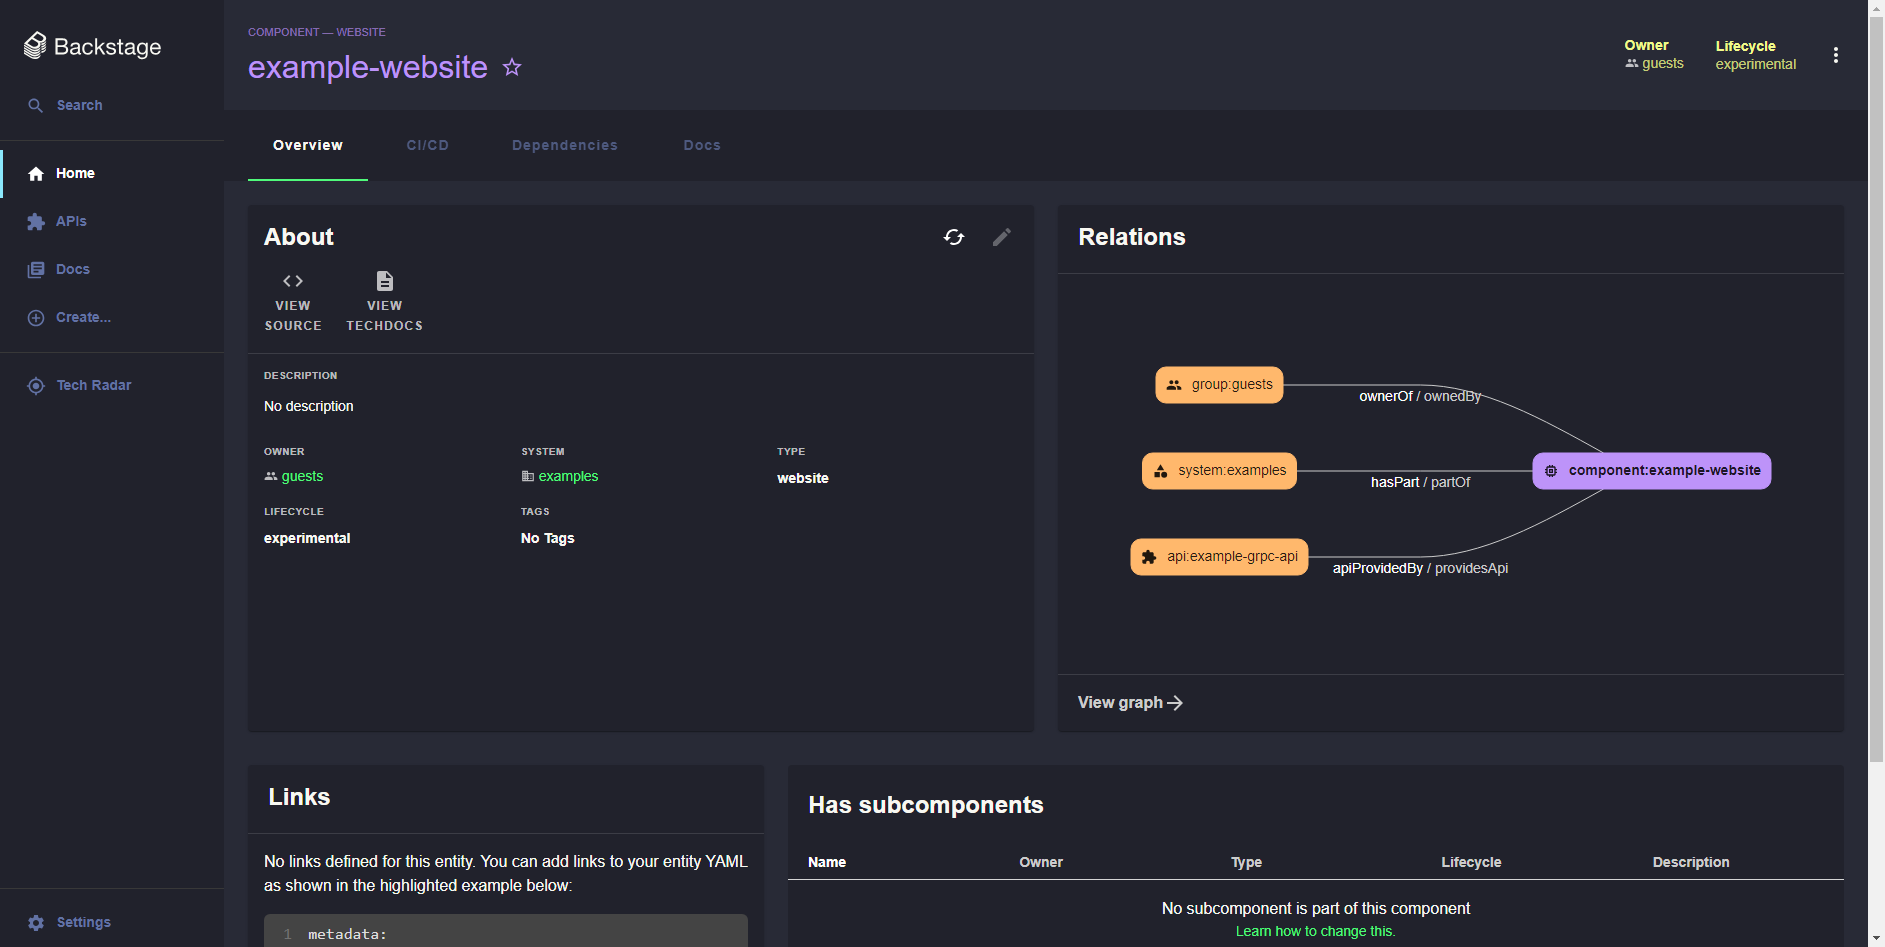 Backstage
Search
Home
APIs
Docs
Create...
Tech Radar
Settings
COMPONENT — WEBSITE
example-website
Owner
guests
Lifecycle
experimental
Overview
CI/CD
Dependencies
Docs
About
VIEW
SOURCE
VIEW
TECHDOCS
DESCRIPTION
No description
OWNER
guests
SYSTEM
examples
TYPE
website
LIFECYCLE
experimental
TAGS
No Tags
Relations
group:guests
ownerOf / ownedBy
system:examples
hasPart / partOf
component:example-website
api:example-grpc-api
apiProvidedBy / providesApi
View graph
Links
No links defined for this entity. You can add links to your entity YAML
as shown in the highlighted example below:
1 metadata:
Has subcomponents
Name Owner Type Lifecycle Description
No subcomponent is part of this component
Learn how to change this.